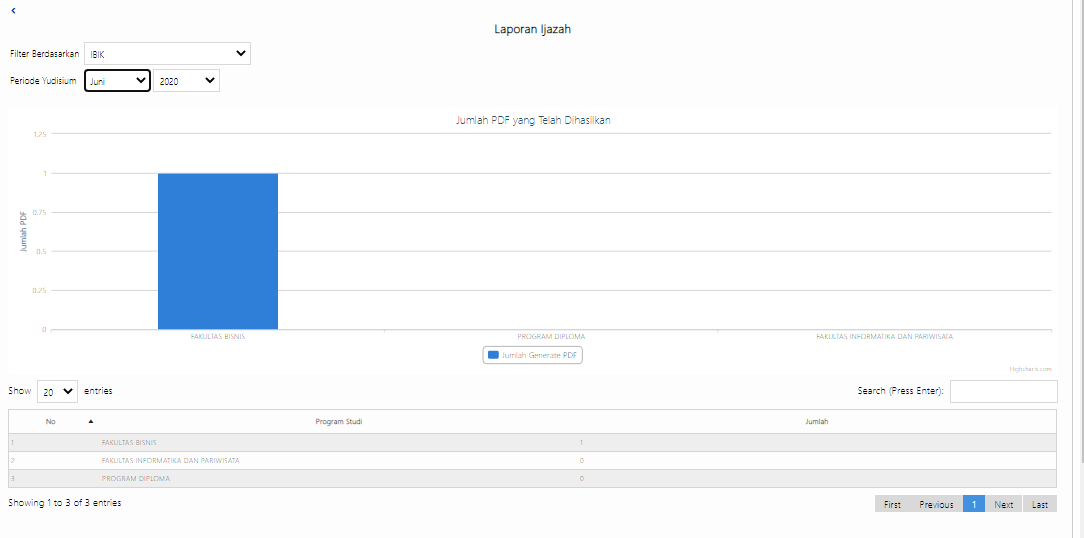 Laporan Ijazah
Filter Berdasarkan IBIK
Periode Yudisium Juni 2020
Jumlah PDF yang Telah Dihasilkan
1.25
1
0.75
0.5
0.25
0
Jumlah PDF
FAKULTAS BISNIS PROGRAM DIPLOMA FAKULTAS INFORMATIKA DAN PARIWISATA
Jumlah Generate PDF
Highcharts.com
Show 20 entries Search (Press Enter):
No Program Studi Jumlah
1 FAKULTAS BISNIS 1
2 FAKULTAS INFORMATIKA DAN PARIWISATA 0
3 PROGRAM DIPLOMA 0
Showing 1 to 3 of 3 entries First Previous 1 Next Last